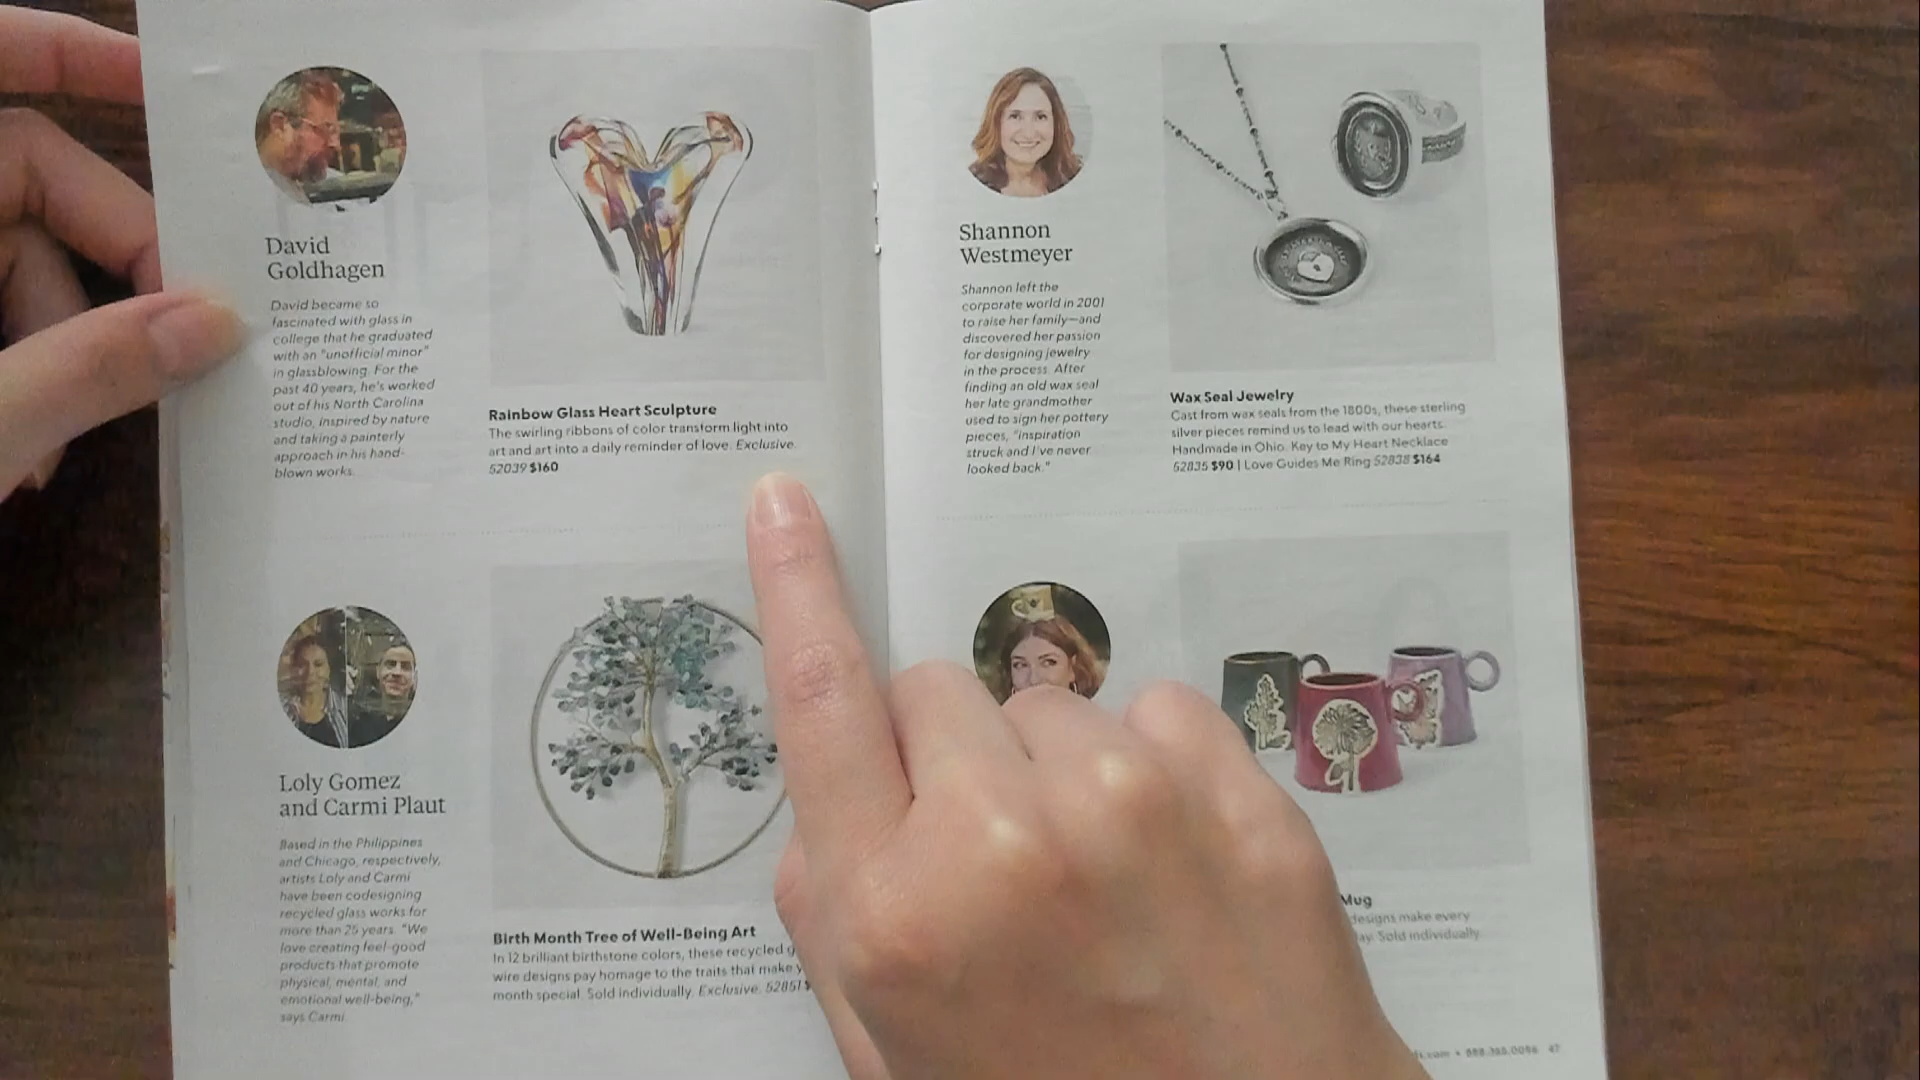 David
Goldhagen
David became so
fascinated with glass in
college that he graduated
with an "unofficial minor"
in glassblowing. For the
past 40 years, he's worked
out of his North Carolina
studio, inspired by nature
and taking a painterly
approach in his hand-
blown works.
Rainbow Glass Heart Sculpture
The swirling ribbons of color transform light into
art and art into a daily reminder of love. Exclusive.
52039 $160
Loly Gomez
and Carmi Plaut
Based in the Philippines
and Chicago, respectively,
artists Loly and Carmi
have been codesigning
recycled glass works for
more than 25 years. "We
love creating feel-good
products that promote
physical, mental, and
emotional well-being,"
says Carmi.
Birth Month Tree of Well-Being Art
In 12 brilliant birthstone colors, these recycled
wire designs pay homage to the traits that make
month special. Sold individually. Exclusive. 52851
Shannon
Westmeyer
Shannon left the
corporate world in 2001
to raise her family—and
discovered her passion
for designing jewelry
in the process. After
finding an old wax seal
her late grandmother
used to sign her pottery
pieces, "inspiration
struck and I've never
looked back."
Wax Seal Jewelry
Cast from wax seals from the 1800s, these sterling
silver pieces remind us to lead with our hearts.
Handmade in Ohio. Key to My Heart Necklace
52835 $90 | Love Guides Me Ring 52838 $164
Mug
designs make every
Sold individually.
47